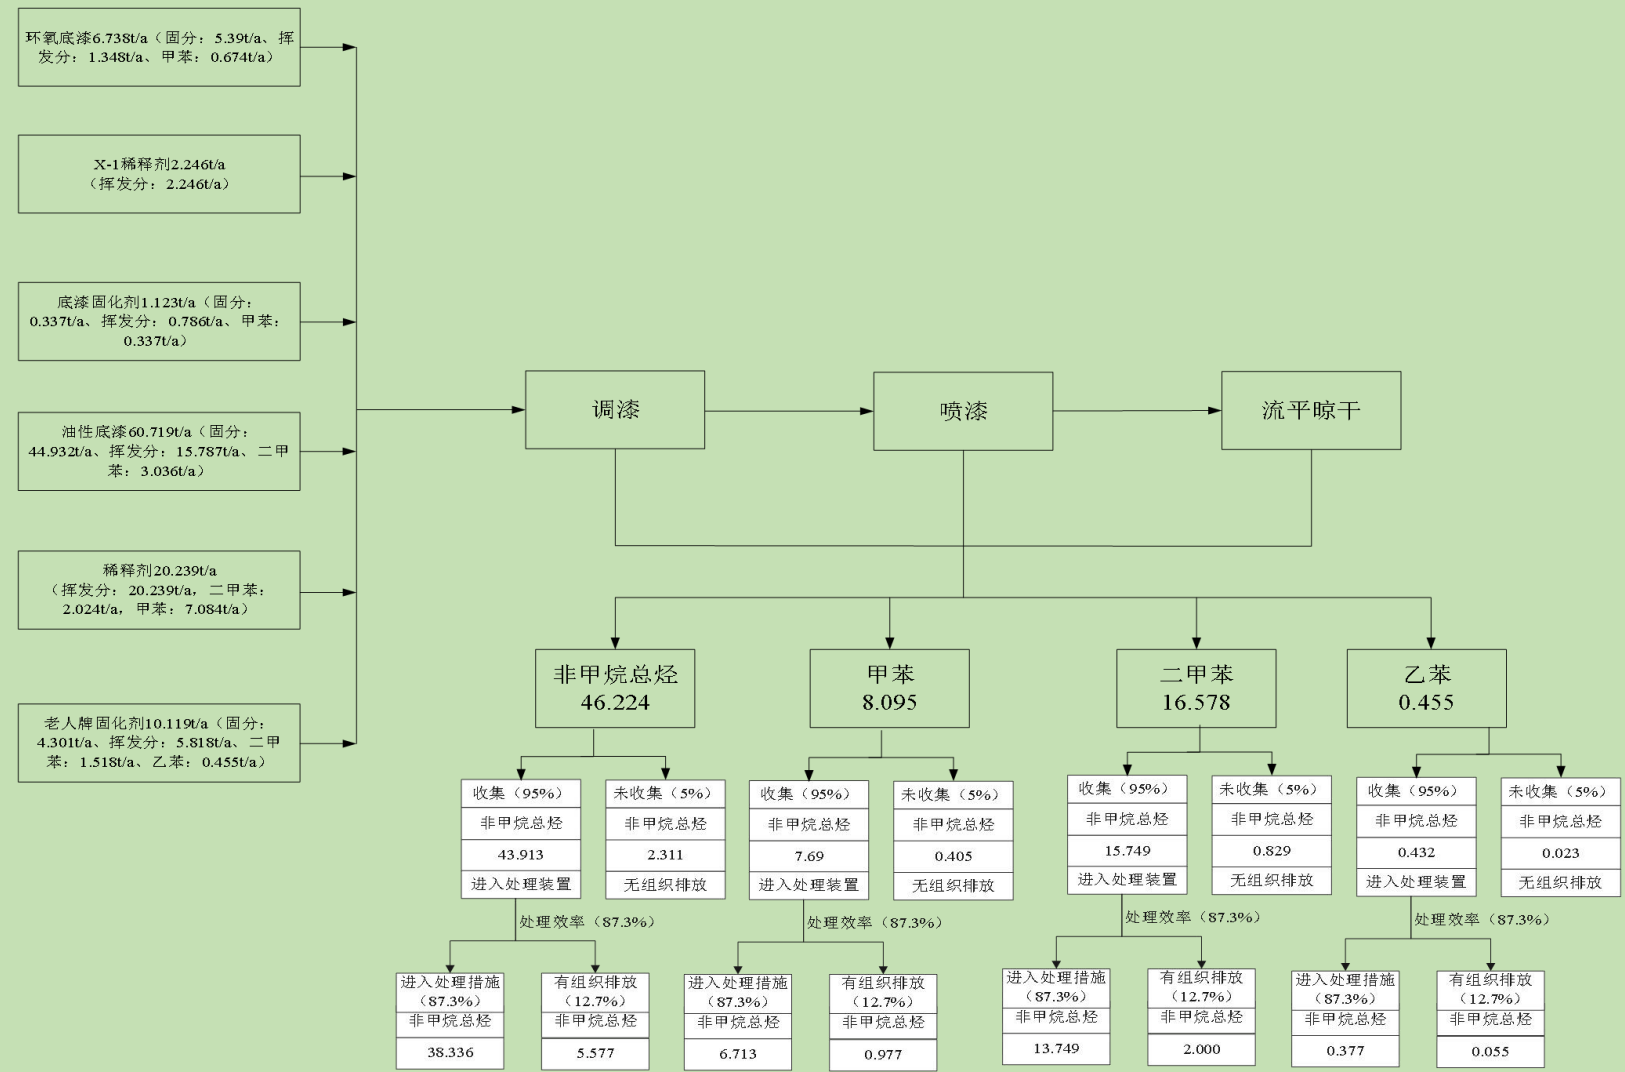 环氧底漆6.738t/a（固分：5.39t/a、挥
发分：1.348t/a、甲苯：0.674t/a）
X-1稀释剂2.246t/a
（挥发分：2.246t/a）
底漆固化剂1.123t/a（固分：
0.337t/a、挥发分：0.786t/a、甲苯：
0.337t/a）
油性底漆60.719t/a（固分：
44.932t/a、挥发分：15.787t/a、二甲
苯：3.036t/a）
稀释剂20.239t/a
（挥发分：20.239t/a，二甲苯：
2.024t/a，甲苯：7.084t/a）
老人牌固化剂10.119t/a（固分：
4.301t/a、挥发分：5.818t/a、二甲
苯：1.518t/a、乙苯：0.455t/a）
调漆
喷漆
流平晾干
非甲烷总烃
46.224
甲苯
8.095
二甲苯
16.578
乙苯
0.455
收集（95%）
非甲烷总烃
43.913
进入处理装置
未收集（5%）
非甲烷总烃
2.311
无组织排放
收集（95%）
非甲烷总烃
7.69
进入处理装置
未收集（5%）
非甲烷总烃
0.405
无组织排放
收集（95%）
非甲烷总烃
15.749
进入处理装置
未收集（5%）
非甲烷总烃
0.829
无组织排放
收集（95%）
非甲烷总烃
0.432
进入处理装置
未收集（5%）
非甲烷总烃
0.023
无组织排放
处理效率（87.3%）
处理效率（87.3%）
处理效率（87.3%）
处理效率（87.3%）
进入处理措施
（87.3%）
非甲烷总烃
38.336
有组织排放
（12.7%）
非甲烷总烃
5.577
进入处理措施
（87.3%）
非甲烷总烃
6.713
有组织排放
（12.7%）
非甲烷总烃
0.977
进入处理措施
（87.3%）
非甲烷总烃
13.749
有组织排放
（12.7%）
非甲烷总烃
2.000
进入处理措施
（87.3%）
非甲烷总烃
0.377
有组织排放
（12.7%）
非甲烷总烃
0.055